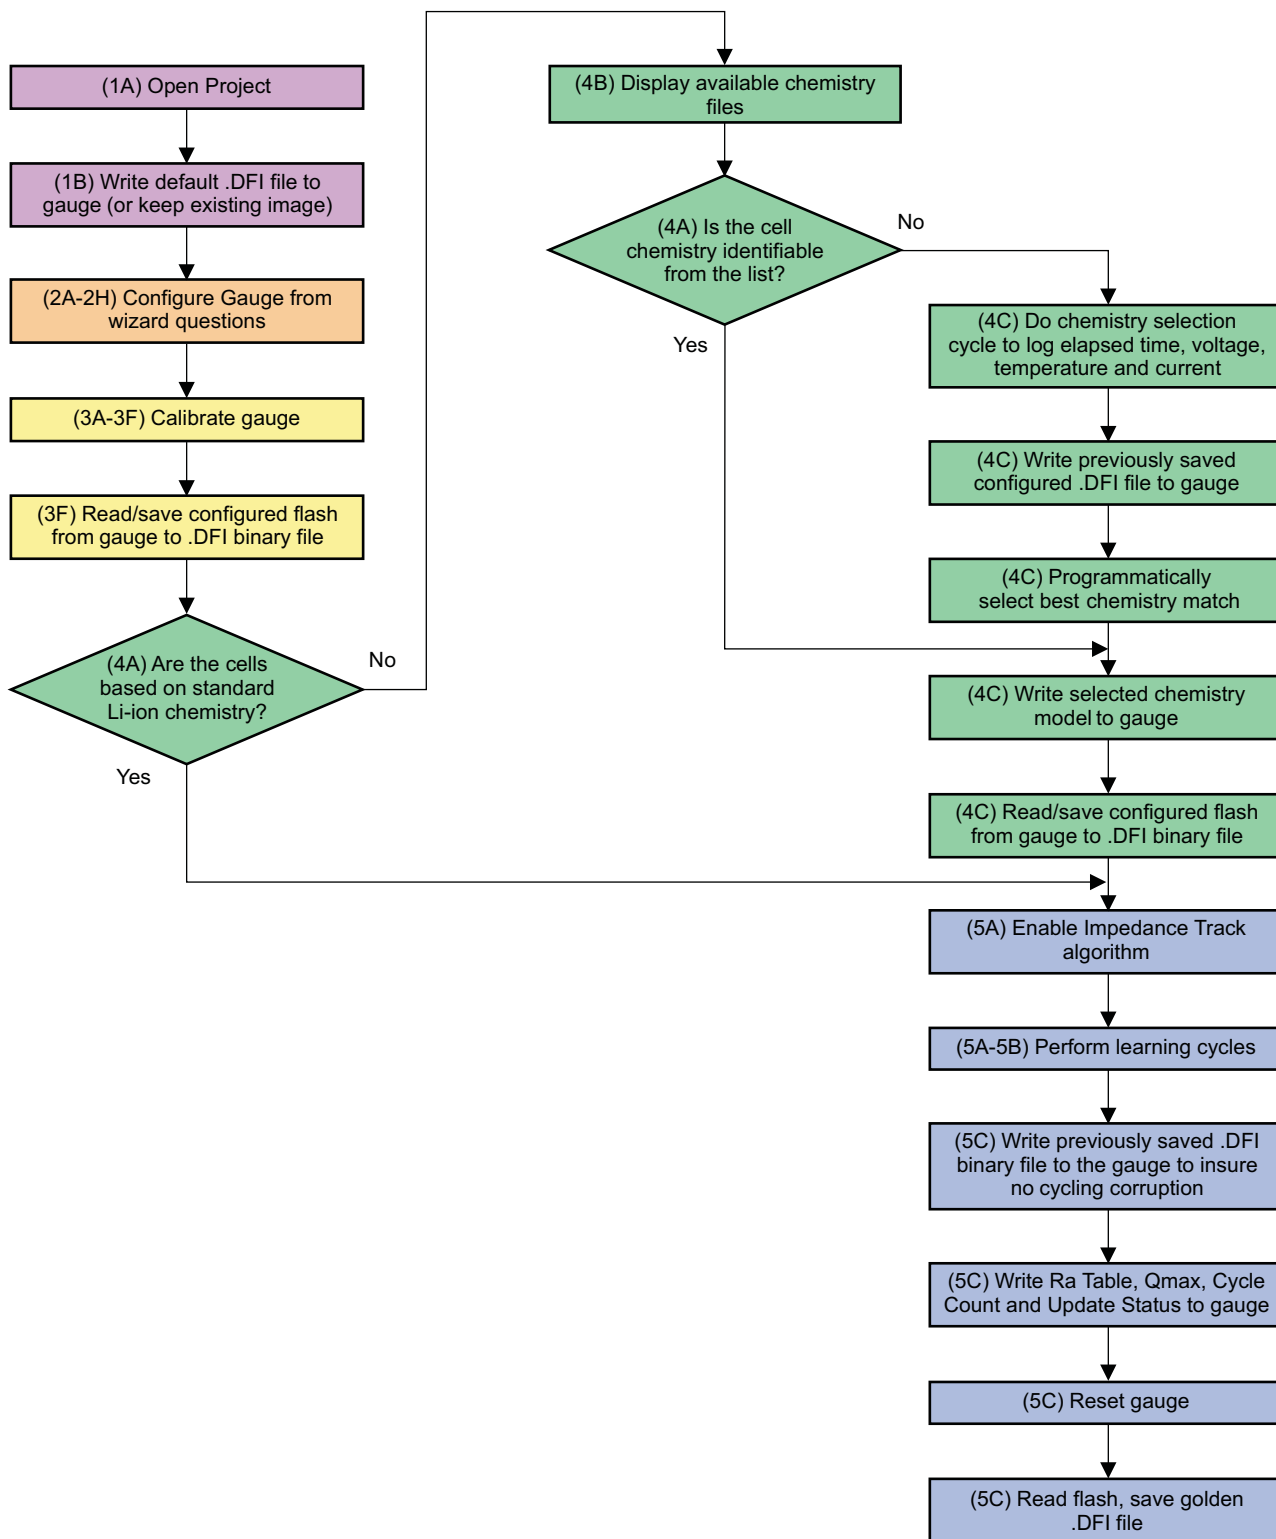 (1A) Open Project
(1B) Write default .DFI file to
gauge (or keep existing image)
(2A-2H) Configure Gauge from
wizard questions
(3A-3F) Calibrate gauge
(3F) Read/save configured flash
from gauge to .DFI binary file
(4A) Are the cells
based on standard
Li-ion chemistry?
No
Yes
(4B) Display available chemistry
files
(4A) Is the cell
chemistry identifiable
from the list?
No
Yes
(4C) Do chemistry selection
cycle to log elapsed time, voltage,
temperature and current
(4C) Write previously saved
configured .DFI file to gauge
(4C) Programmatically
select best chemistry match
(4C) Write selected chemistry
model to gauge
(4C) Read/save configured flash
from gauge to .DFI binary file
(5A) Enable Impedance Track
algorithm
(5A-5B) Perform learning cycles
(5C) Write previously saved .DFI
binary file to the gauge to insure
no cycling corruption
(5C) Write Ra Table, Qmax, Cycle
Count and Update Status to gauge
(5C) Reset gauge
(5C) Read flash, save golden
.DFI file